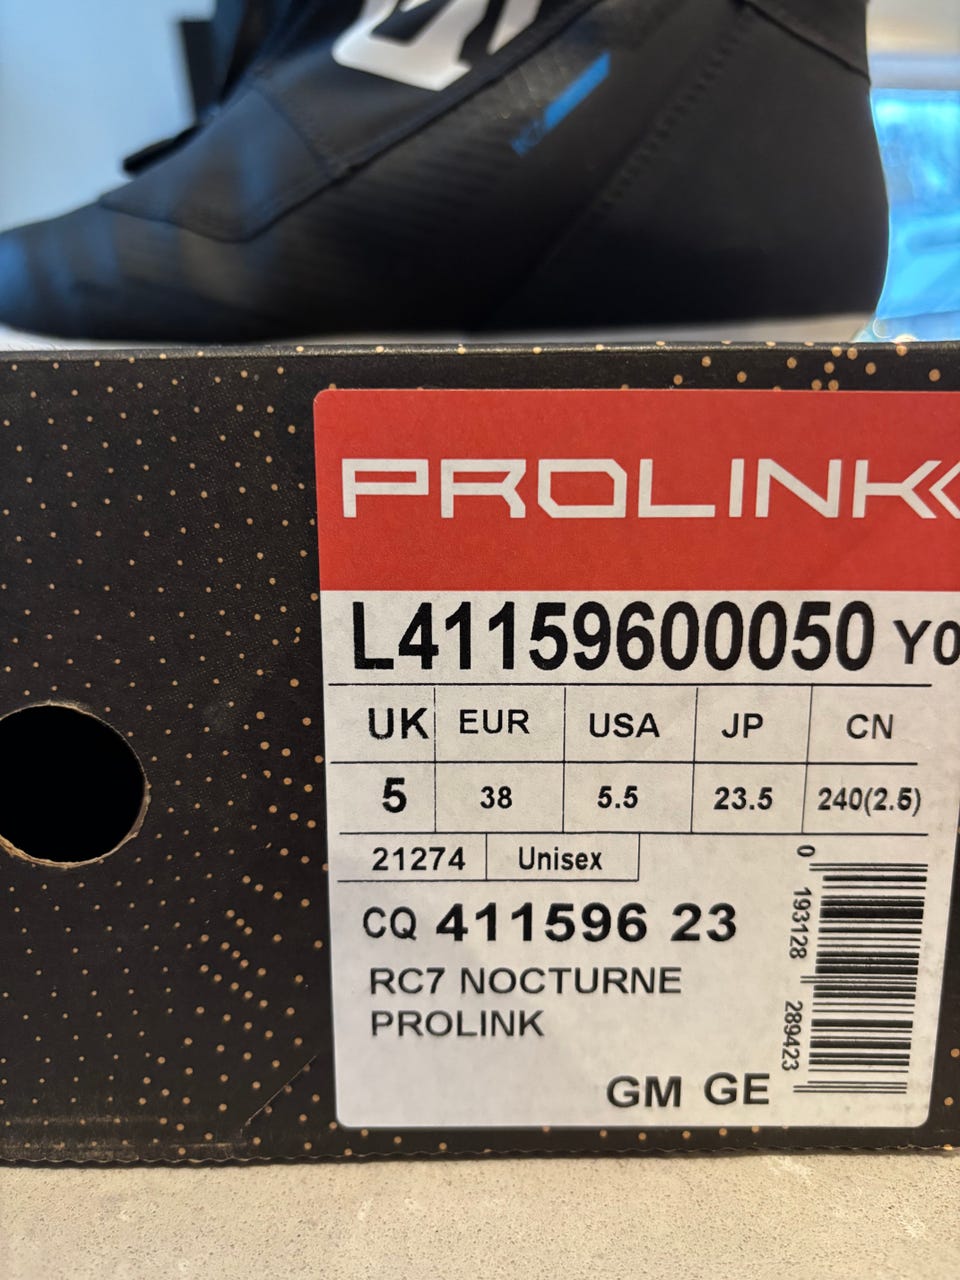 PROLINK
L41159600050 Y0
UK EUR USA JP CN
5 38 5.5 23.5 240(2.5)
21274 Unisex
CQ 411596 23
RC7 NOCTURNE
PROLINK
GM GE
0 193128 289423